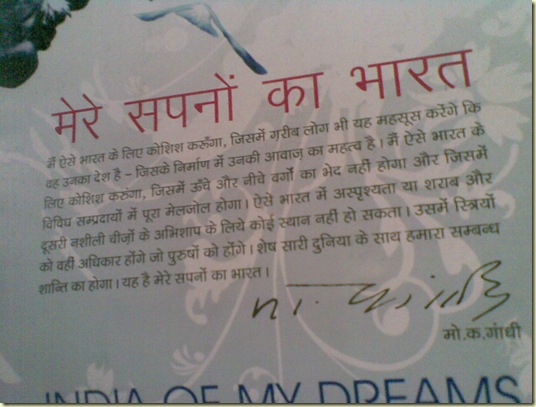 मेरे सपनों का भारत
मैं ऐसे भारत के लिए कोशिश करूँगा, जिसमें ग़रीब लोग भी यह महसूस करेंगे कि
वह उनका देश है – जिसके निर्माण में उनकी आवाज़ का महत्व है। मैं ऐसे भारत के
लिए कोशिश करुंगा, जिसमें ऊँचे और नीचे वर्गों का भेद नहीं होगा और जिसमें
विविध सम्प्रदायों में पूरा मेलजोल होगा। ऐसे भारत में अस्पृश्यता या शराब और
दूसरी नशीली चीज़ों के अभिशाप के लिये कोई स्थान नहीं हो सकता। उसमें स्त्रियों
को वही अधिकार होंगे जो पुरुषों को होंगे। शेष सारी दुनिया के साथ हमारा सम्बन्ध
शान्ति का होगा। यह है मेरे सपनों का भारत।
मो.क.गांधी
INDIA OF MY DREAMS